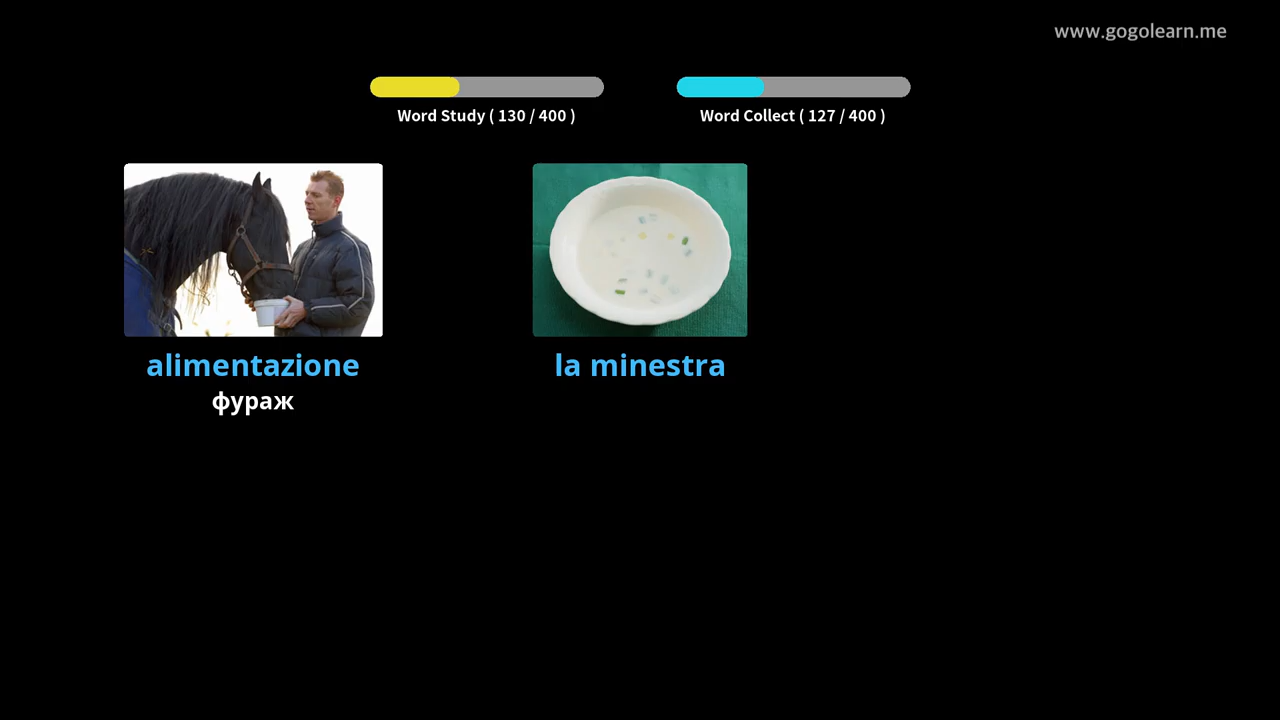 www.gogolearn.me
Word Study ( 130 / 400 )
Word Collect ( 127 / 400 )
alimentazione
фураж
la minestra